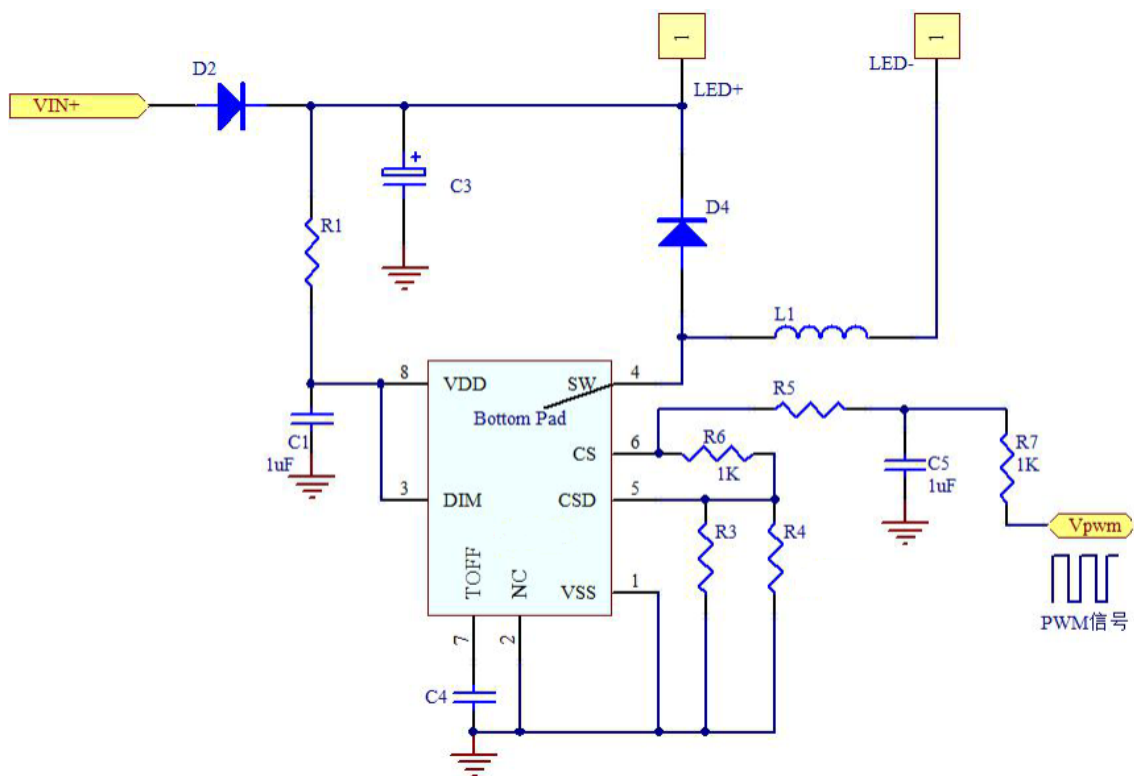 1
1
D2
LED+
LED-
VIN+
C3
D4
R1
L1
8
VDD
SW
4
Bottom Pad
R5
C1
1uF
CS
6
R6
1K
C5
1uF
R7
1K
3
DIM
CSD
5
R3
R4
Vpwm
TOFF
NC
VSS
1
PWM信号
7
2
C4